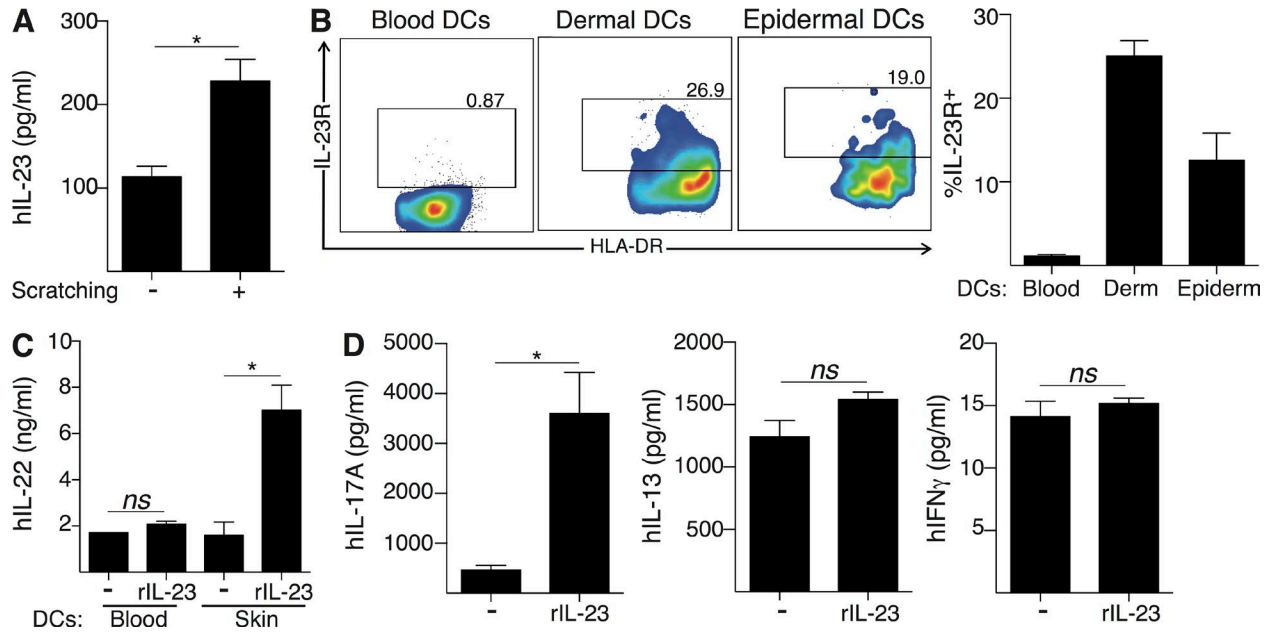 A
hIL-23 (pg/ml)
300
200
100
*
Scratching - +
B
Blood DCs Dermal DCs Epidermal DCs
IL-23R
0.87
26.9
19.0
HLA-DR
%IL-23R+
30
20
10
DCs: Blood Derm Epiderm
C
hIL-22 (ng/ml)
10
8
6
4
2
ns
*
- rIL-23 - rIL-23
DCs: Blood Skin
D
hIL-17A (pg/ml)
5000
4000
3000
2000
1000
*
- rIL-23
hIL-13 (pg/ml)
2000
1500
1000
500
ns
- rIL-23
hIFNγ (pg/ml)
20
15
15
5
ns
- rIL-23